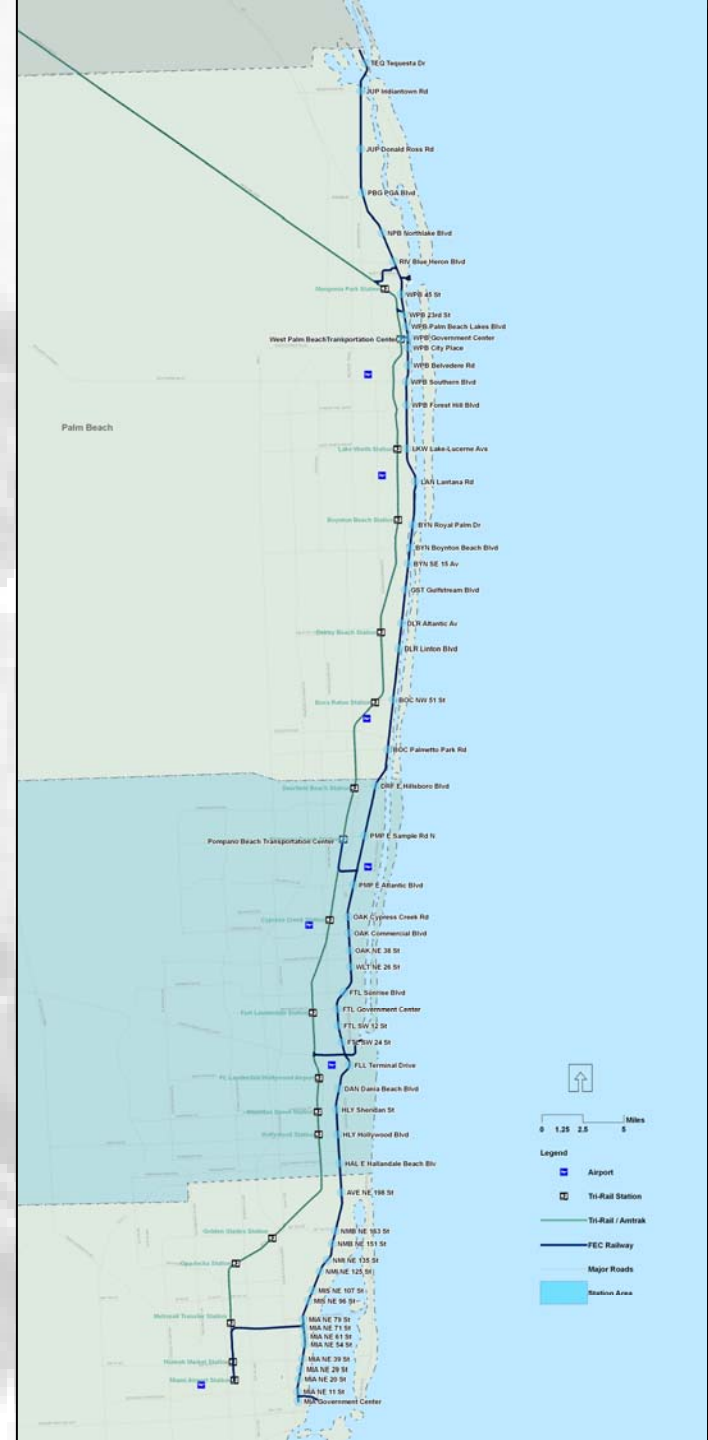 TEQ Tequesta Dr
JUP Indiantown Rd
JUP Donald Ross Rd
PBG PGA Blvd
NPB Northlake Blvd
RIV Blue Heron Blvd
Mangonia Park Station
WPB 45 St
WPB 23rd St
WPB Palm Beach Lakes Blvd
West Palm BeachTransportation Center
WPB Government Center
WPB City Place
WPB Belvedere Rd
WPB Southern Blvd
WPB Forest Hill Blvd
Palm Beach
Lake Worth Station
LKW Lake-Lucerne Avs
LAN Lantana Rd
Boynton Beach Station
BYN Royal Palm Dr
BYN Boynton Beach Blvd
BYN SE 15 Av
GST Gulfstream Blvd
DLR Atlantic Av
Delray Beach Station
DLR Linton Blvd
Boca Raton Station
BOC NW 51 St
BOC Palmetto Park Rd
Deerfield Beach Station
DRF E Hillsboro Blvd
PMP E Sample Rd N
Pompano Beach Transportation Center
PMP E Atlantic Blvd
Cypress Creek Station
OAK Cypress Creek Rd
OAK Commercial Blvd
OAK NE 38 St
WLT NE 26 St
FTL Sunrise Blvd
Fort Lauderdale Station
FTL Government Center
FTL SW 12 St
FTL SW 24 St
FLL Terminal Drive
DAN Dania Beach Blvd
HLY Sheridan St
Hollywood Station
HLY Hollywood Blvd
HAL E Hallandale Beach Blv
AVE NE 198 St
Golden Glades Station
NMB NE 163 St
NMB NE 151 St
Opa-locka Station
NMI NE 135 St
NMI NE 125 St
MIS NE 107 St
MIS NE 96 St
Metrorail Transfer Station
MIA NE 79 St
MIA NE 71 St
MIA NE 61 St
MIA NE 54 St
Hialeah Market Station
MIA NE 39 St
MIA NE 29 St
Miami Airport Station
MIA NE 20 St
MIA NE 11 St
MIA Government Center
Miles
0 1.25 2.5 5
Legend
Airport
Tri-Rail Station
Tri-Rail / Amtrak
FEC Railway
Major Roads
Station Area